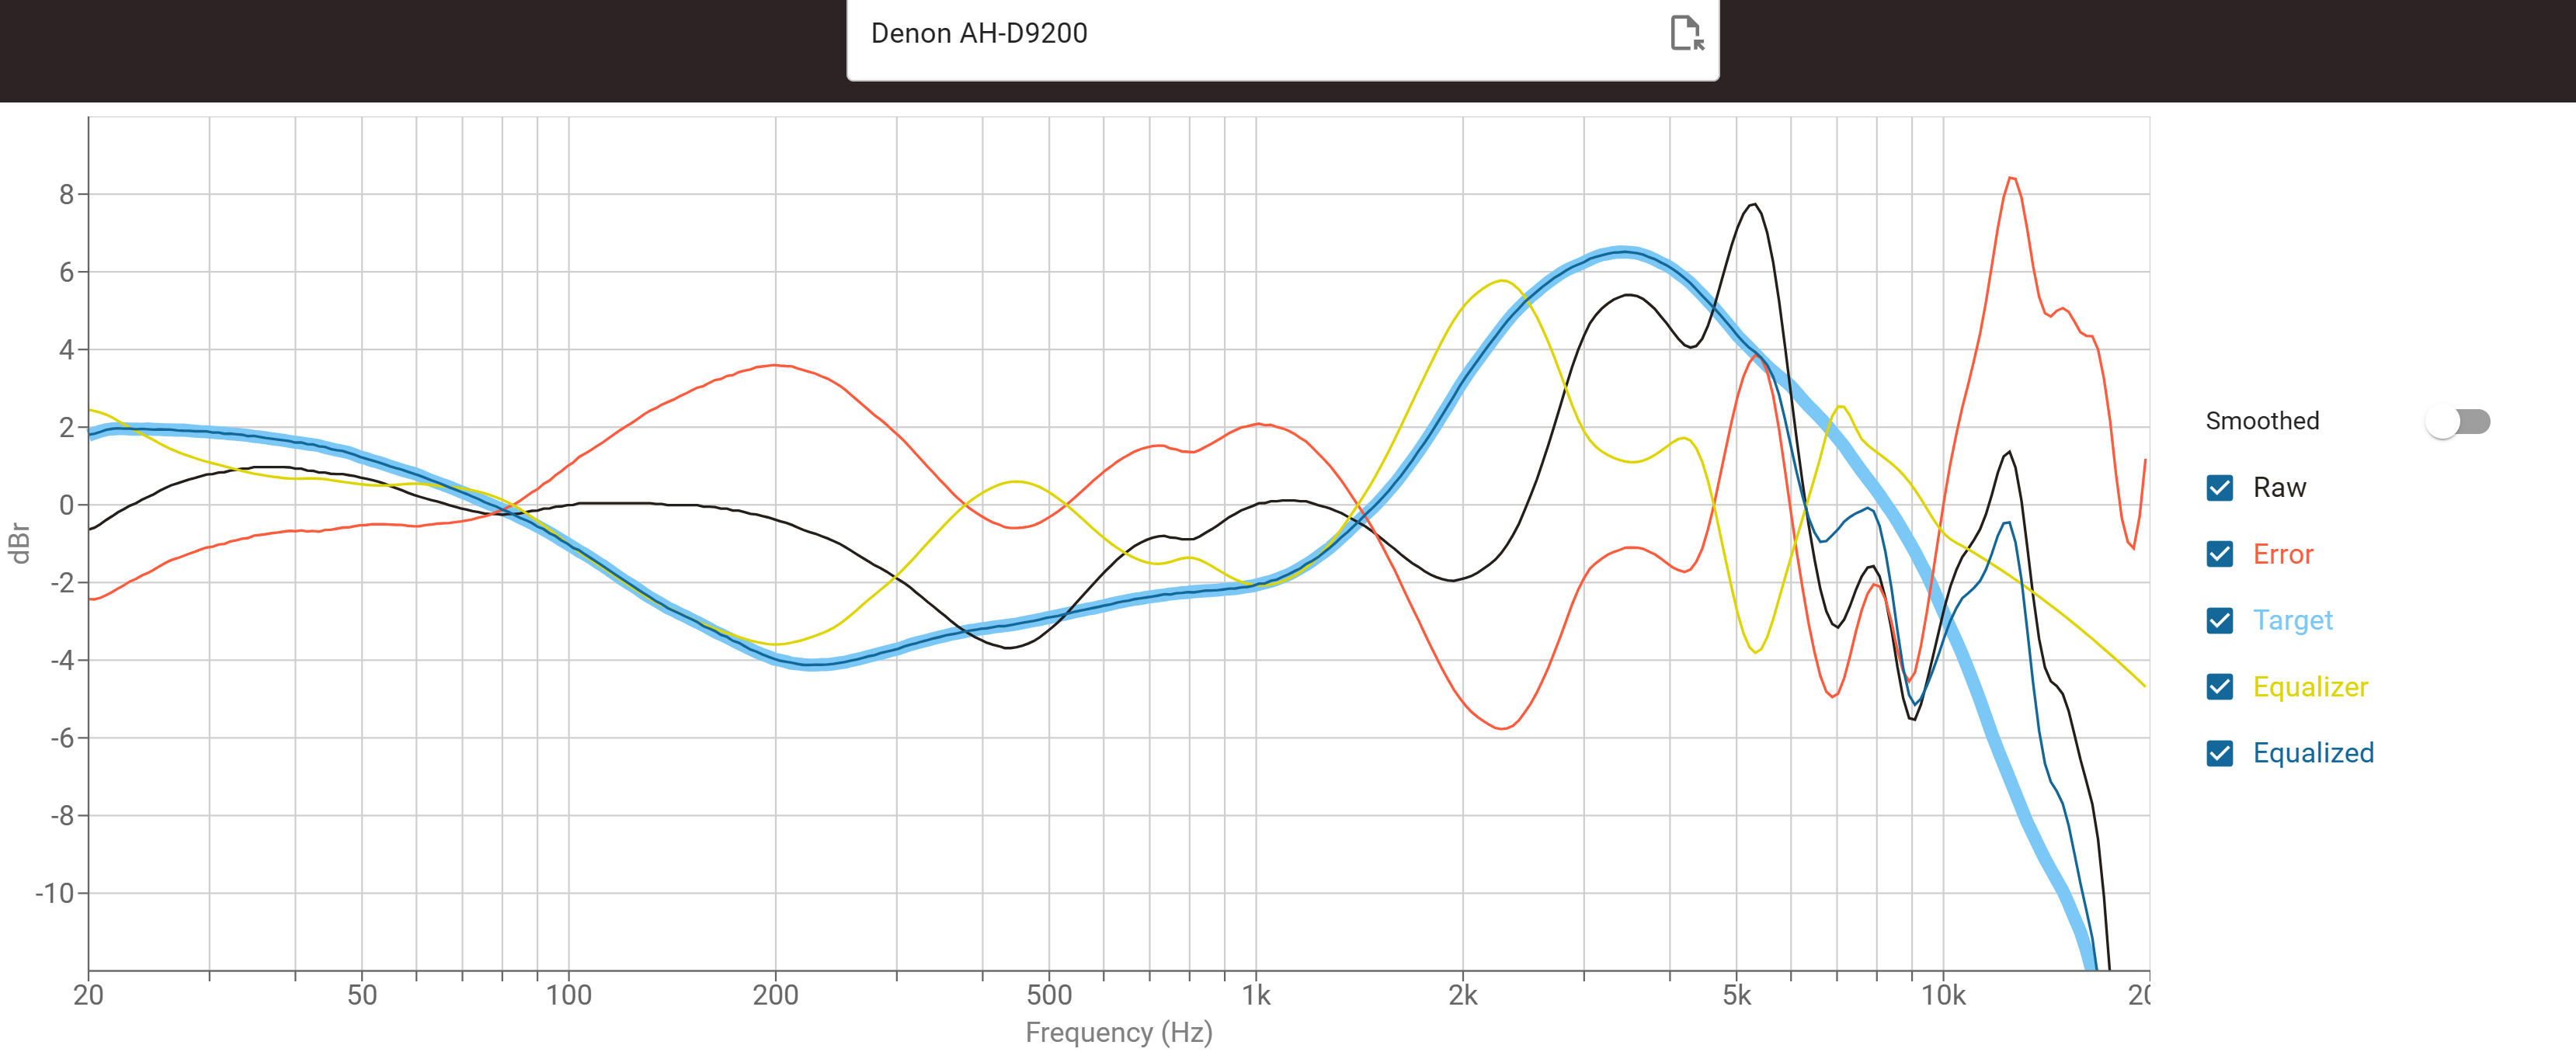 Denon AH-D9200
8
6
4
2
0
-2
-4
-6
-8
-10
dBr
20 50 100 200 500 1k 2k 5k 10k 20
Frequency (Hz)
Smoothed
Raw
Error
Target
Equalizer
Equalized